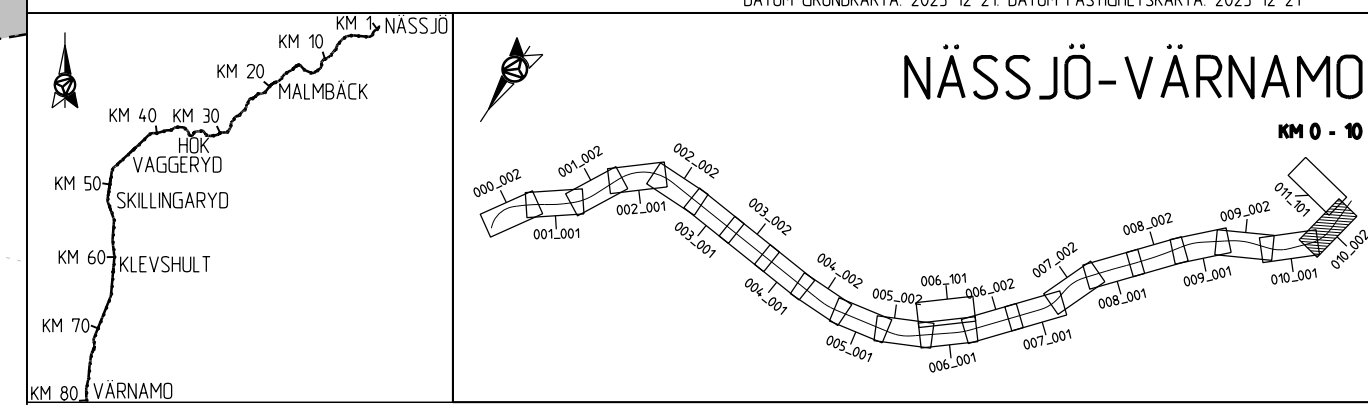 DATUM GRUNDKARTA: 2023-12-21. DATUM FASTIGHETSKARTA: 2023-12-21
KM 1
NÄSSJÖ
KM 10
KM 20
MALMBÄCK
KM 40
KM 30
HOK
VAGGERYD
KM 50
SKILLINGARYD
KM 60
KLEVSHULT
KM 70
KM 80
VÄRNAMO
NÄSSJÖ-VÄRNAMO
KM 0 - 10
000_002
001_002
002_002
001_001
002_001
003_002
003_001
004_002
004_001
005_002
005_001
006_101
006_002
006_001
007_002
007_001
008_002
008_001
009_002
009_001
011_101
010_001
010_002